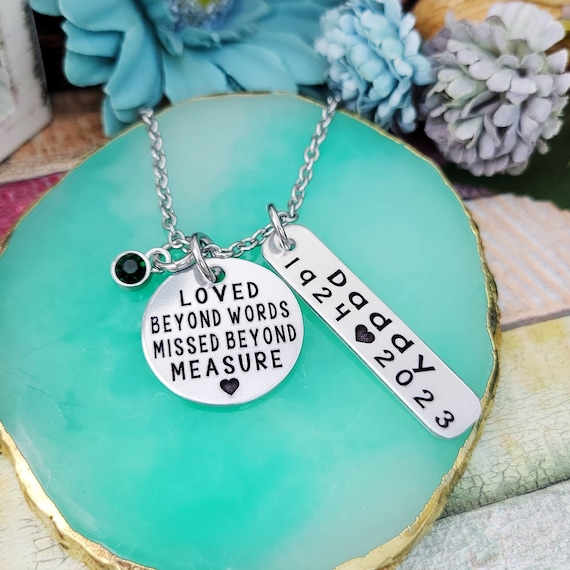 LOVED
BEYOND WORDS
MISSED BEYOND
MEASURE
Daddy
1924 ♥ 2023